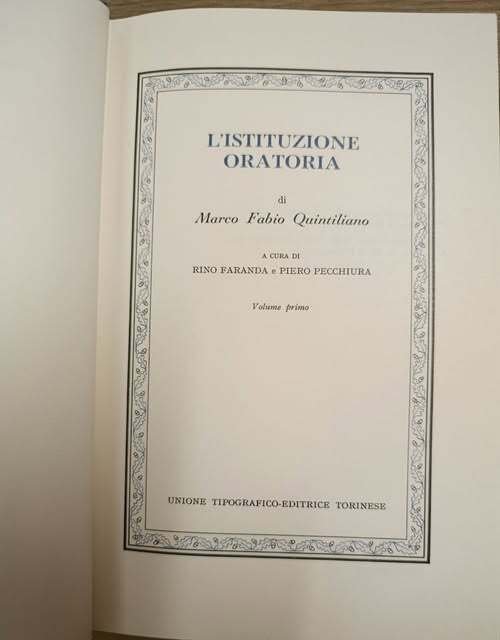 L'ISTITUZIONE
ORATORIA
di
Marco Fabio Quintiliano
A CURA DI
RINO FARANDA e PIERO PECCHIURA
Volume primo
UNIONE TIPOGRAFICO-EDITRICE TORINESE